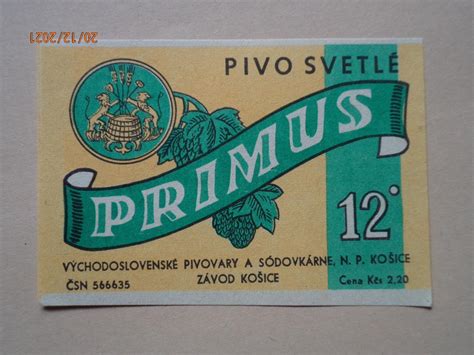 20/12/2021
PIVO SVETLÉ
PRIMUS
12°
VÝCHODOSLOVENSKÉ PIVOVARY A SÓDOVKÁRNE, N. P. KOŠICE
ZÁVOD KOŠICE
ČSN 566635
Cena Kčs 2,20